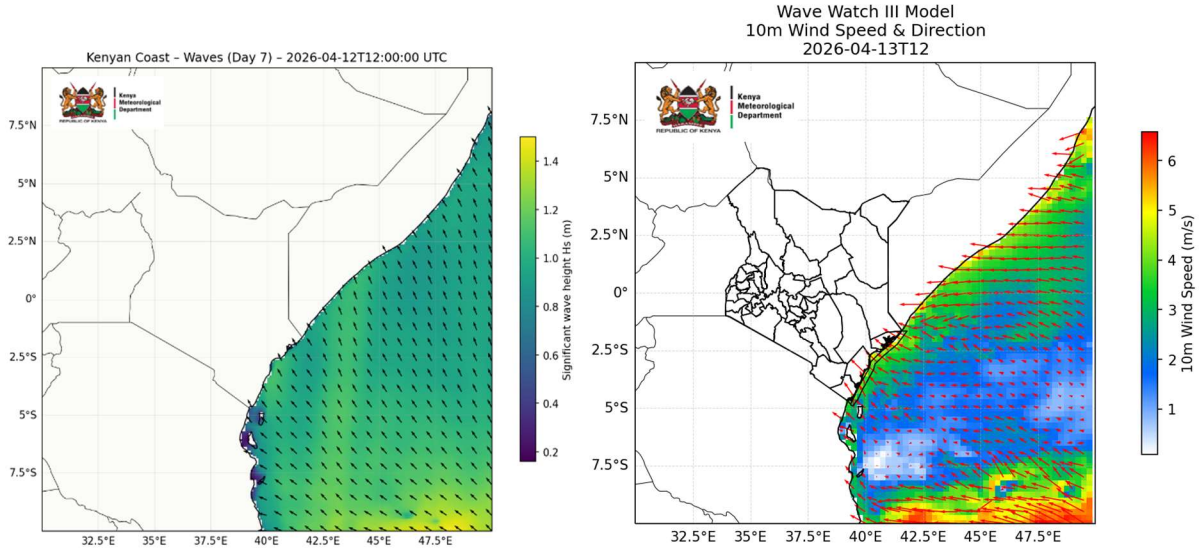 Kenyan Coast – Waves (Day 7) – 2026-04-12T12:00:00 UTC
Kenya
Meteorological
Department
REPUBLIC OF KENYA
7.5°N
5°N
2.5°N
0°
2.5°S
5°S
7.5°S
32.5°E 35°E 37.5°E 40°E 42.5°E 45°E 47.5°E
1.4
1.2
1.0
0.8
0.6
0.4
0.2
Significant wave height Hs (m)
Wave Watch III Model
10m Wind Speed & Direction
2026-04-13T12
Kenya
Meteorological
Department
REPUBLIC OF KENYA
7.5°N
5°N
2.5°N
0°
2.5°S
5°S
7.5°S
32.5°E 35°E 37.5°E 40°E 42.5°E 45°E 47.5°E
6
5
4
3
2
1
10m Wind Speed (m/s)